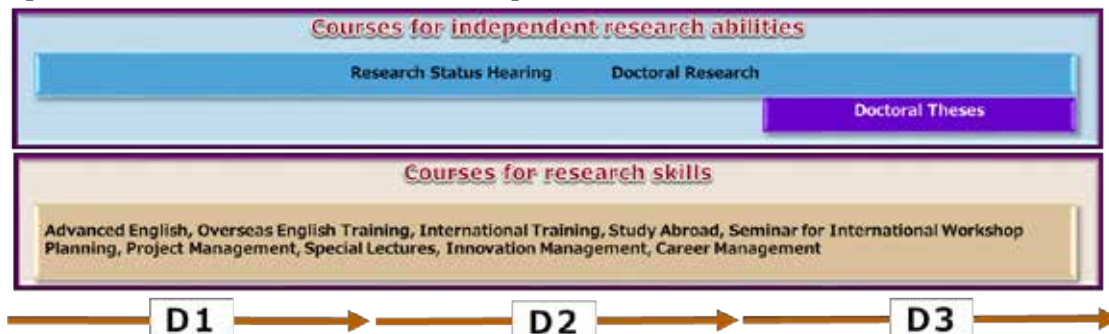 Courses for independent research abilities
Research Status Hearing Doctoral Research
Doctoral Theses
Courses for research skills
Advanced English, Overseas English Training, International Training, Study Abroad, Seminar for International Workshop
Planning, Project Management, Special Lectures, Innovation Management, Career Management
D1 D2 D3